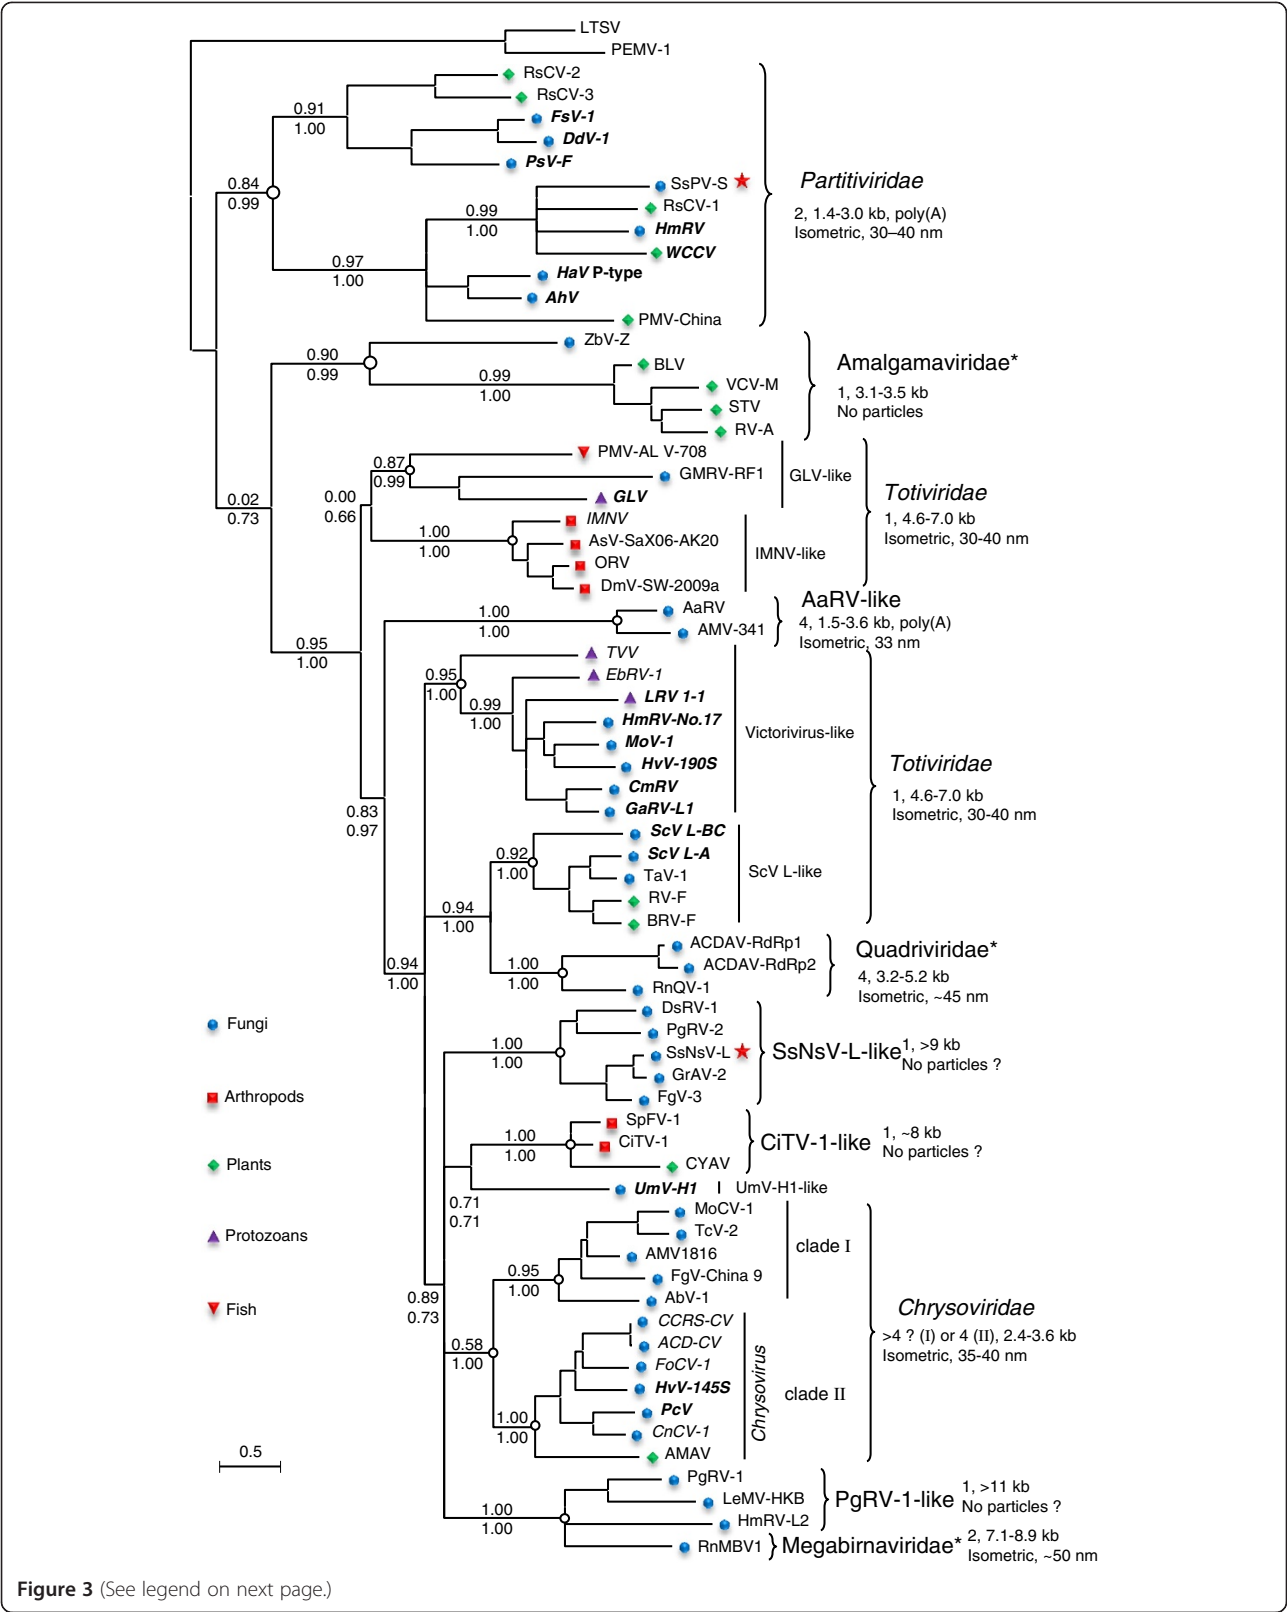 LTSV
PEMV-1
RsCV-2
RsCV-3
0.91
1.00
FsV-1
DdV-1
PsV-F
0.84
0.99
SsPV-S
RsCV-1
0.99
1.00
HmRV
WCCV
0.97
1.00
HaV P-type
AhV
PMV-China
Partitiviridae
2, 1.4-3.0 kb, poly(A)
Isometric, 30–40 nm
ZbV-Z
0.90
0.99
BLV
0.99
1.00
VCV-M
STV
RV-A
Amalgamaviridae*
1, 3.1-3.5 kb
No particles
PMV-AL V-708
0.87
0.99
GMRV-RF1
GLV
GLV-like
0.02
0.73
0.00
0.66
IMNV
1.00
1.00
AsV-SaX06-AK20
ORV
DmV-SW-2009a
IMNV-like
Totiviridae
1, 4.6-7.0 kb
Isometric, 30-40 nm
AaRV
1.00
1.00
AMV-341
AaRV-like
4, 1.5-3.6 kb, poly(A)
Isometric, 33 nm
0.95
1.00
TVV
0.95
1.00
EbRV-1
LRV 1-1
0.99
1.00
HmRV-No.17
MoV-1
HvV-190S
CmRV
GaRV-L1
Victorivirus-like
0.83
0.97
ScV L-BC
0.92
1.00
ScV L-A
TaV-1
RV-F
BRV-F
ScV L-like
Totiviridae
1, 4.6-7.0 kb
Isometric, 30-40 nm
0.94
1.00
0.94
1.00
ACDAV-RdRp1
ACDAV-RdRp2
1.00
1.00
RnQV-1
Quadriviridae*
4, 3.2-5.2 kb
Isometric, ~45 nm
DsRV-1
PgRV-2
1.00
1.00
SsNsV-L
GrAV-2
FgV-3
SsNsV-L-like
1, >9 kb
No particles ?
Fungi
Arthropods
Plants
Protozoans
Fish
SpFV-1
1.00
1.00
CiTV-1
CYAV
CiTV-1-like
1, ~8 kb
No particles ?
0.71
0.71
UmV-H1
UmV-H1-like
MoCV-1
TcV-2
AMV1816
0.95
1.00
FgV-China 9
AbV-1
clade I
0.89
0.73
CCRS-CV
ACD-CV
0.58
1.00
FoCV-1
HvV-145S
PcV
1.00
1.00
CnCV-1
AMAV
Chrysovirus
clade II
Chrysoviridae
>4 ? (I) or 4 (II), 2.4-3.6 kb
Isometric, 35-40 nm
0.5
PgRV-1
LeMV-HKB
1.00
1.00
HmRV-L2
PgRV-1-like
1, >11 kb
No particles ?
RnMBV1
Megabirnaviridae*
2, 7.1-8.9 kb
Isometric, ~50 nm
Figure 3 (See legend on next page.)